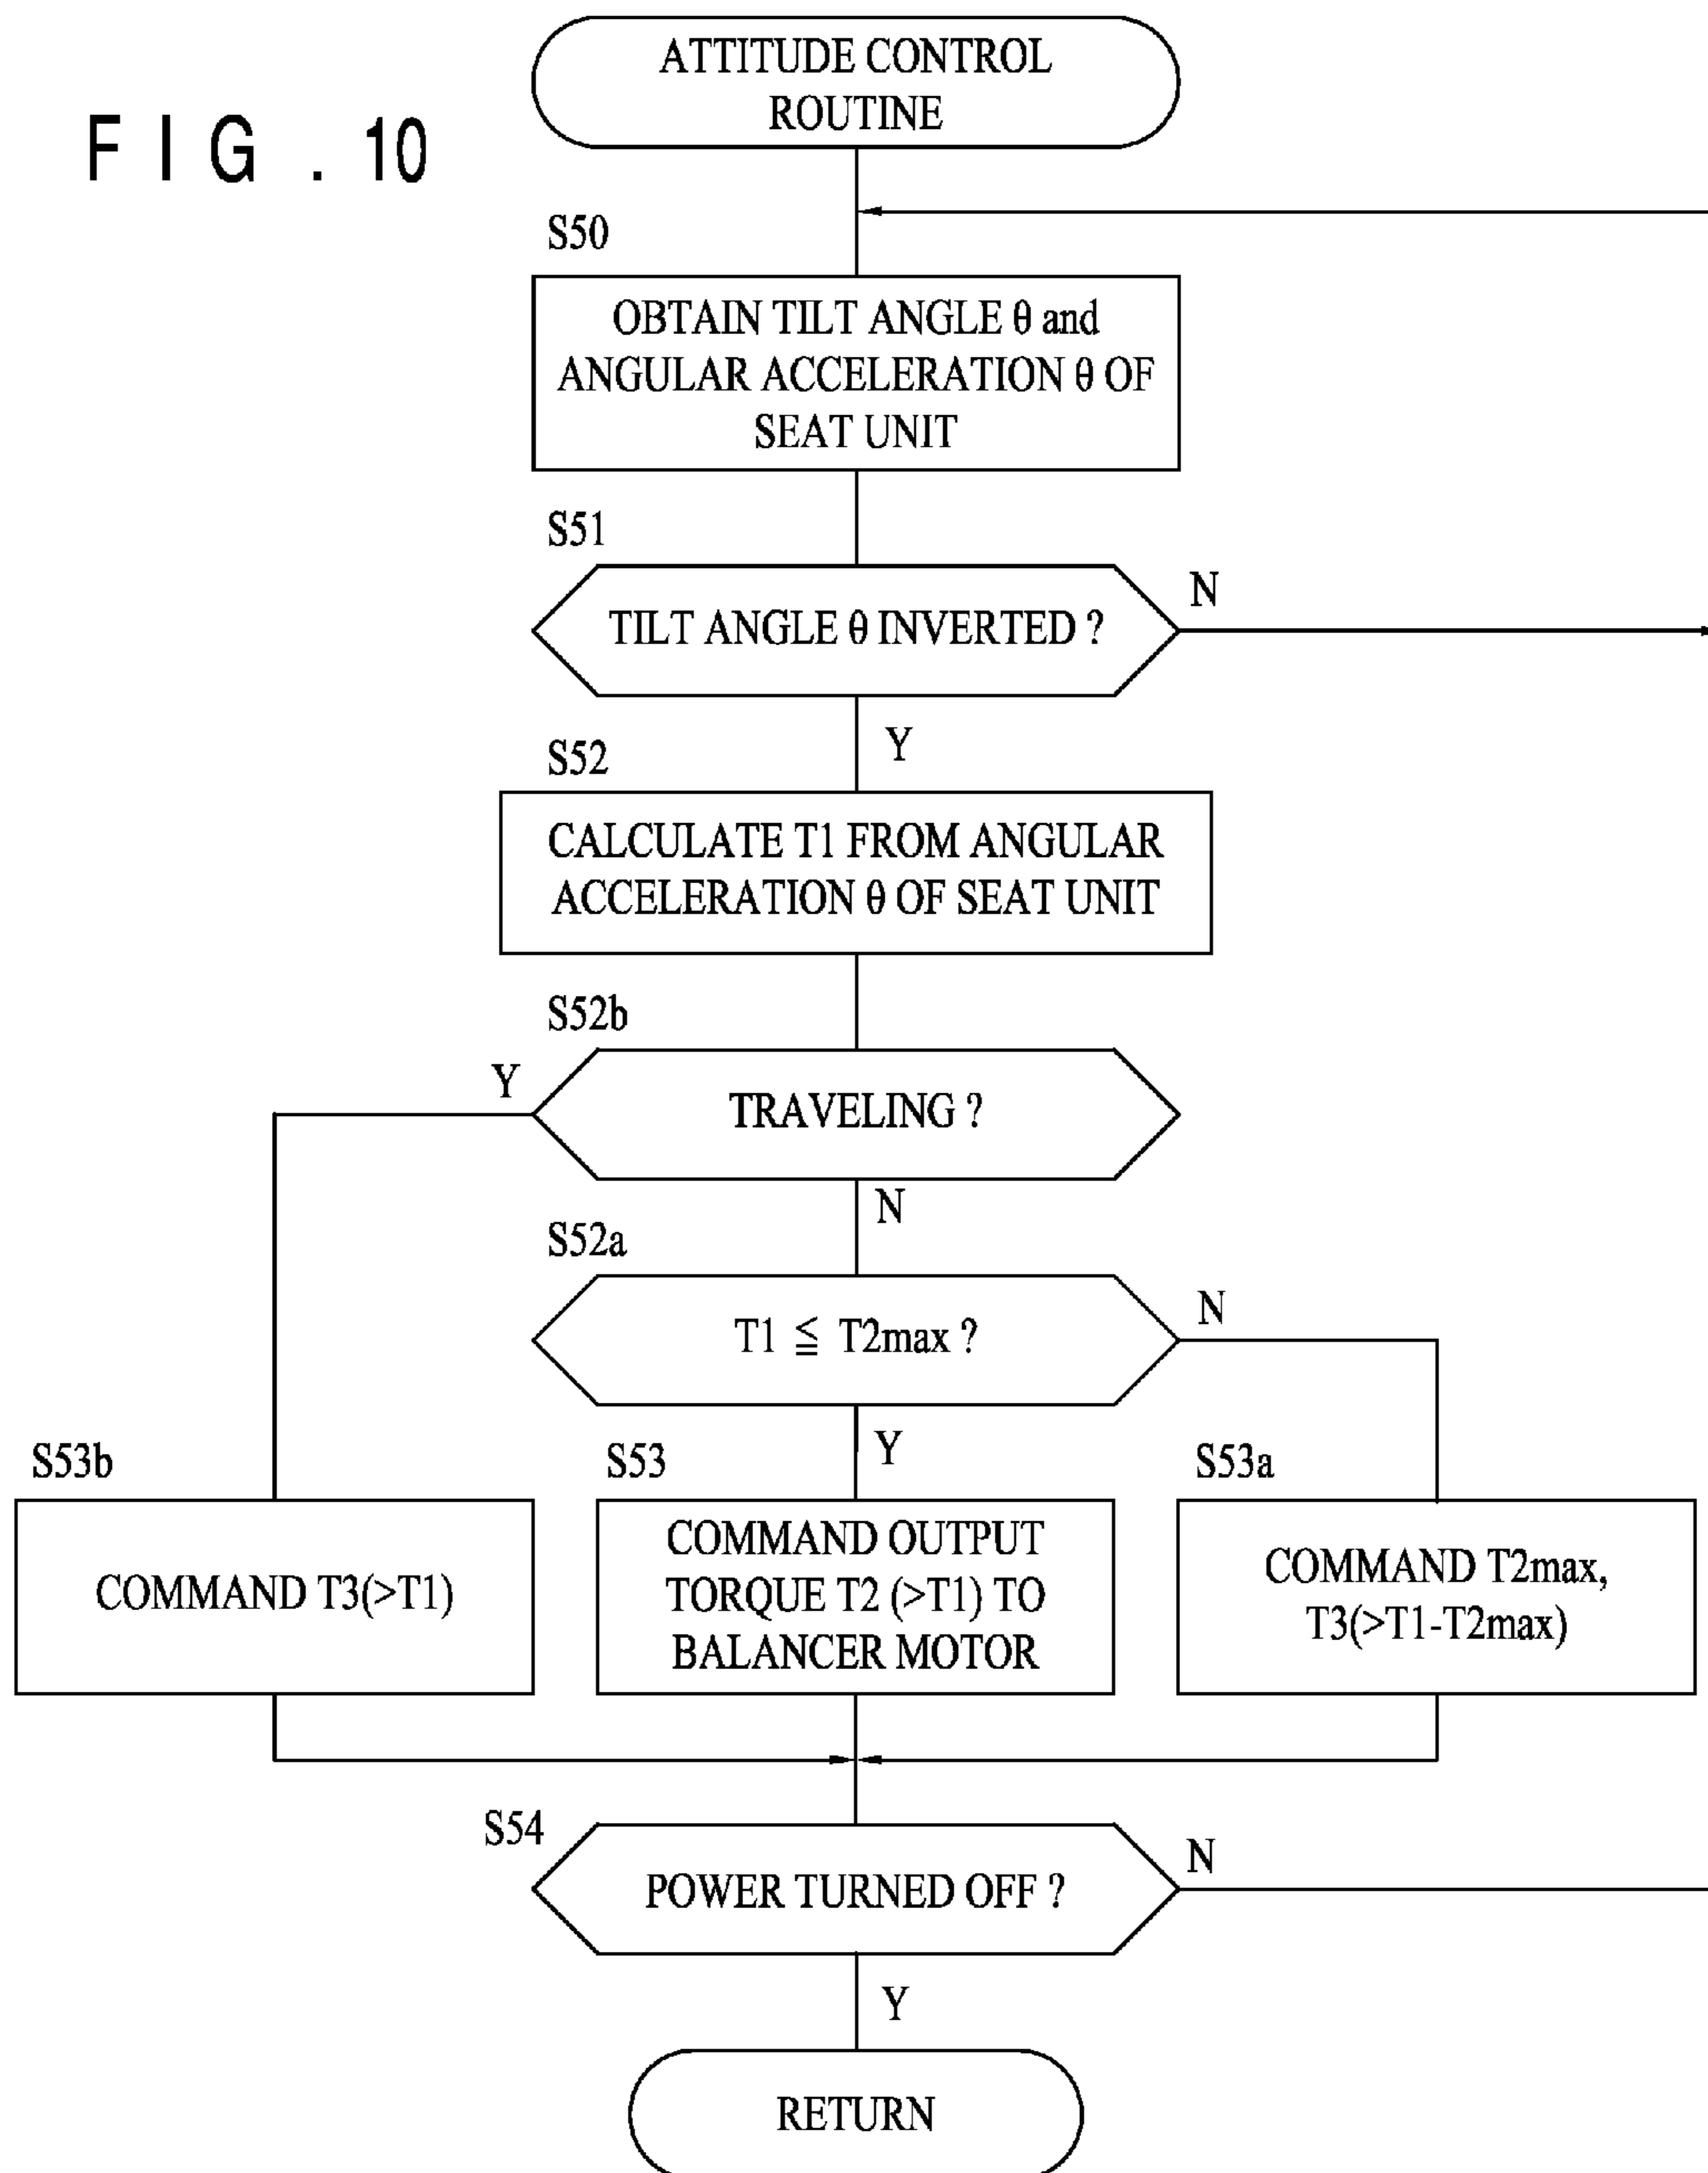 FIG. 10
ATTITUDE CONTROL
ROUTINE
S50
OBTAIN TILT ANGLE θ and
ANGULAR ACCELERATION θ OF
SEAT UNIT
S51
TILT ANGLE θ INVERTED ?
N
Y
S52
CALCULATE T1 FROM ANGULAR
ACCELERATION θ OF SEAT UNIT
S52b
Y
TRAVELING ?
N
S52a
T1 ≦ T2max ?
N
Y
S53b
COMMAND T3(>T1)
S53
COMMAND OUTPUT
TORQUE T2 (>T1) TO
BALANCER MOTOR
S53a
COMMAND T2max,
T3(>T1-T2max)
S54
POWER TURNED OFF ?
N
Y
RETURN